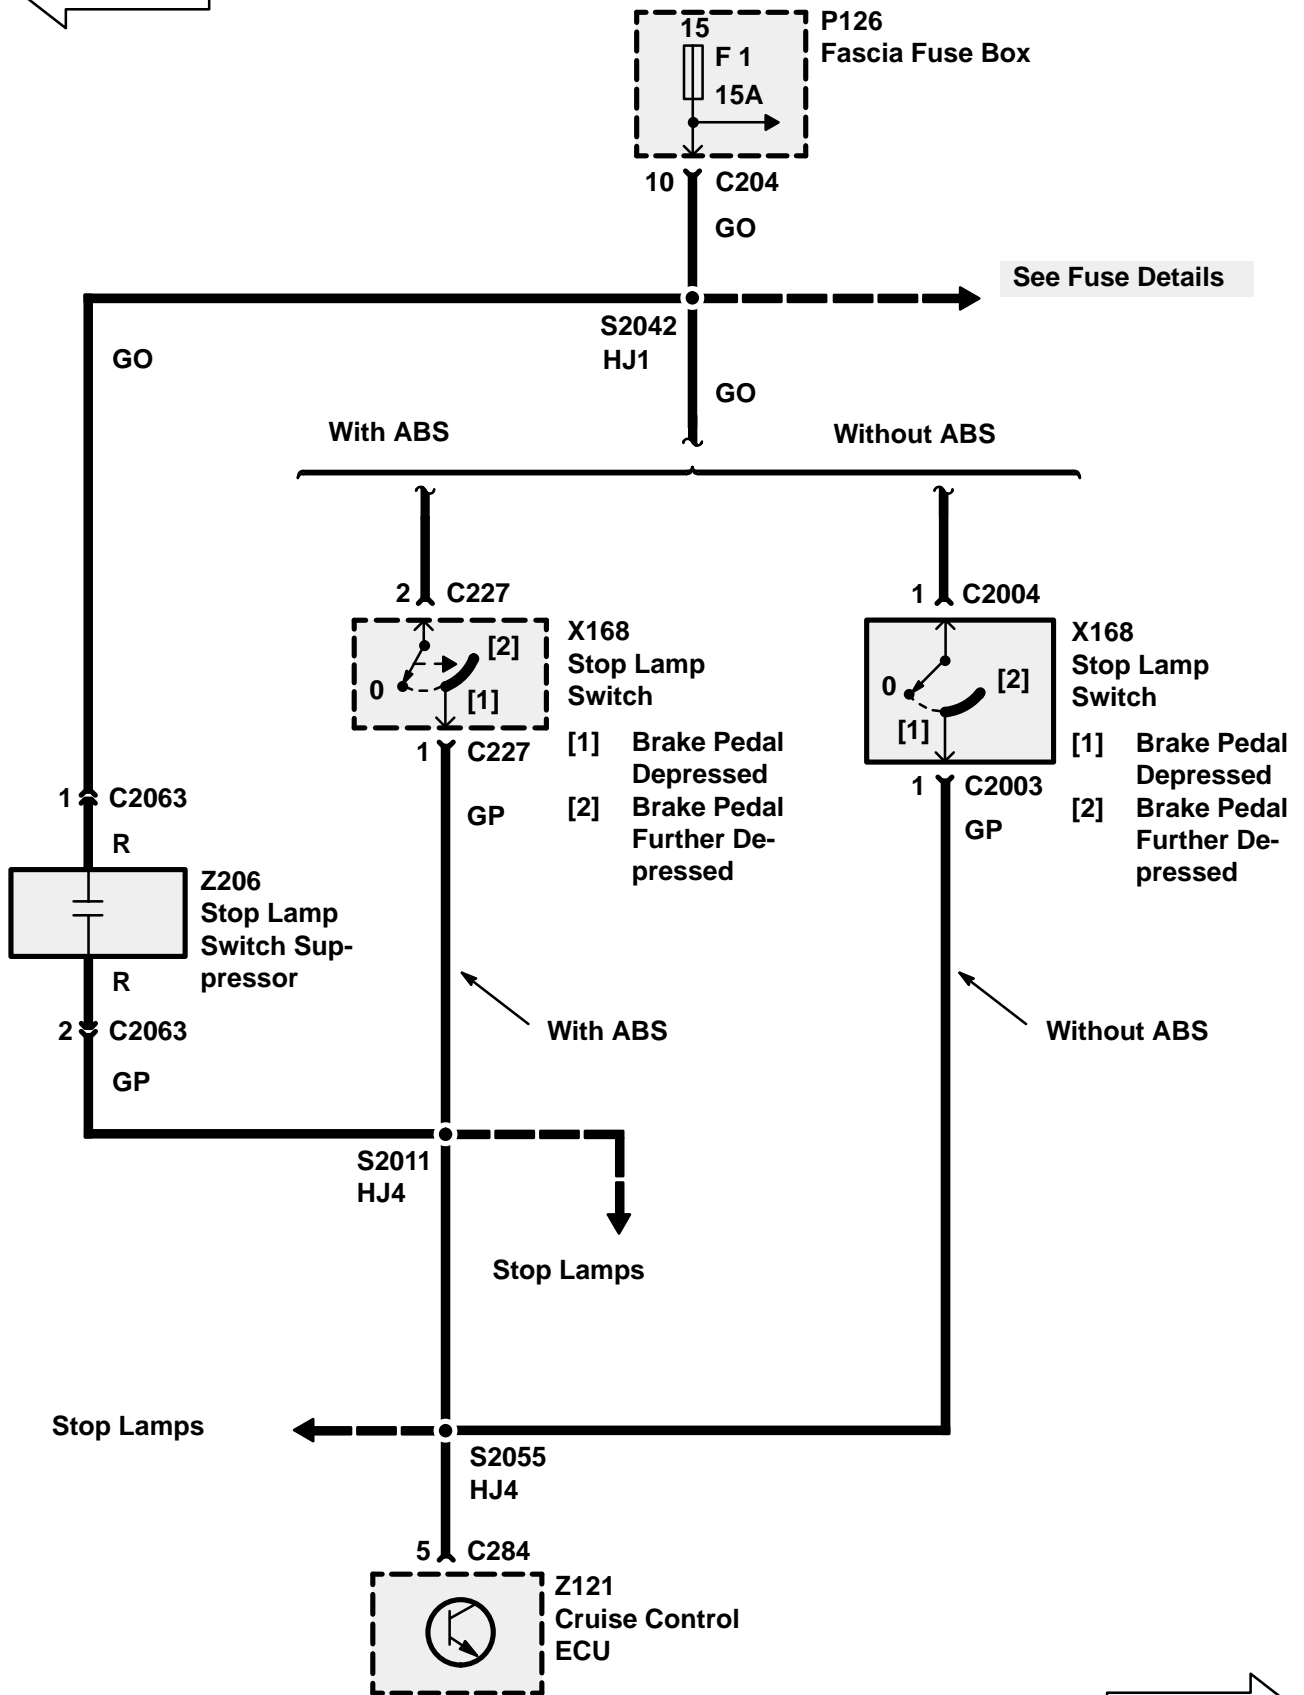 15
F 1
15A
P126
Fascia Fuse Box
10
C204
GO
See Fuse Details
S2042
HJ1
GO
GO
With ABS
Without ABS
2
C227
[2]
0
[1]
X168
Stop Lamp
Switch
[1] Brake Pedal
Depressed
[2] Brake Pedal
Further De-
pressed
1
C227
GP
1
C2004
0
[2]
[1]
X168
Stop Lamp
Switch
[1] Brake Pedal
Depressed
[2] Brake Pedal
Further De-
pressed
1
C2003
GP
1
C2063
R
Z206
Stop Lamp
Switch Sup-
pressor
R
2
C2063
GP
With ABS
Without ABS
S2011
HJ4
Stop Lamps
Stop Lamps
S2055
HJ4
5
C284
Z121
Cruise Control
ECU